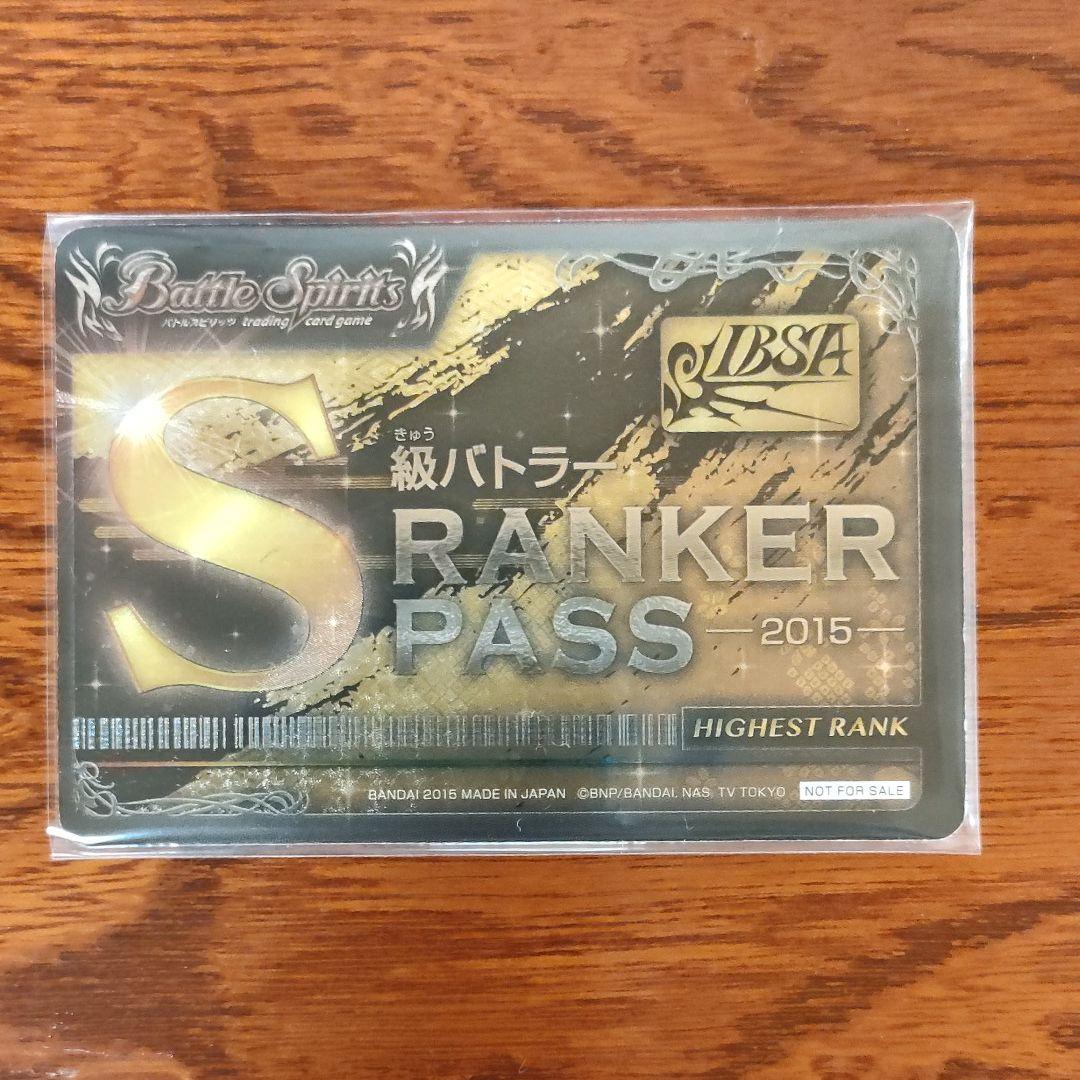 Battle Spirits
バトルスピリッツ trading card game
IBSA
S
きゅう
級バトラー
RANKER
PASS —2015—
HIGHEST RANK
BANDAI 2015 MADE IN JAPAN ©BNP/BANDAI, NAS, TV TOKYO NOT FOR SALE